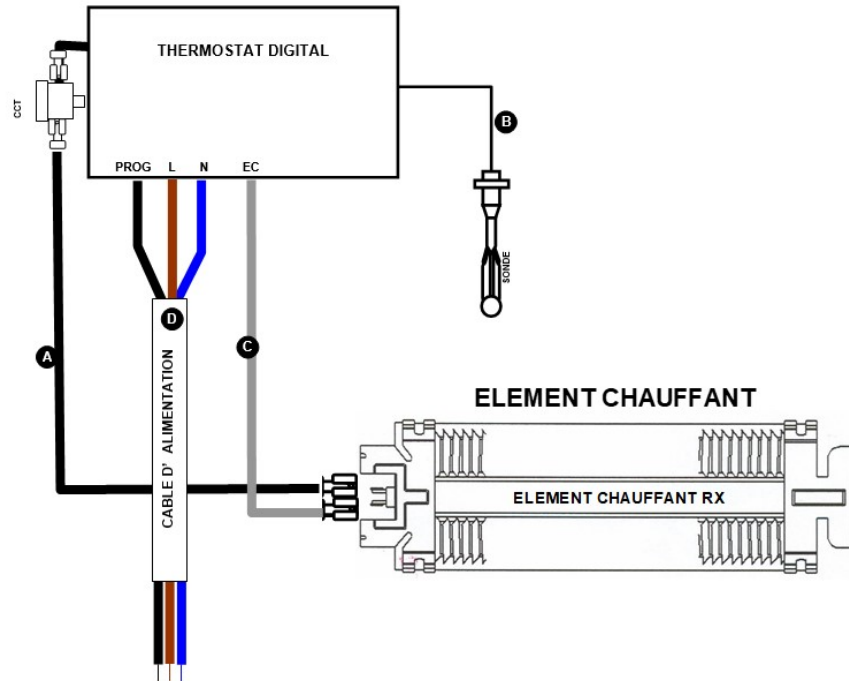 THERMOSTAT DIGITAL
CCT
PROG L N EC
B
SONDE
D
C
A
CABLE D' ALIMENTATION
ELEMENT CHAUFFANT
ELEMENT CHAUFFANT RX